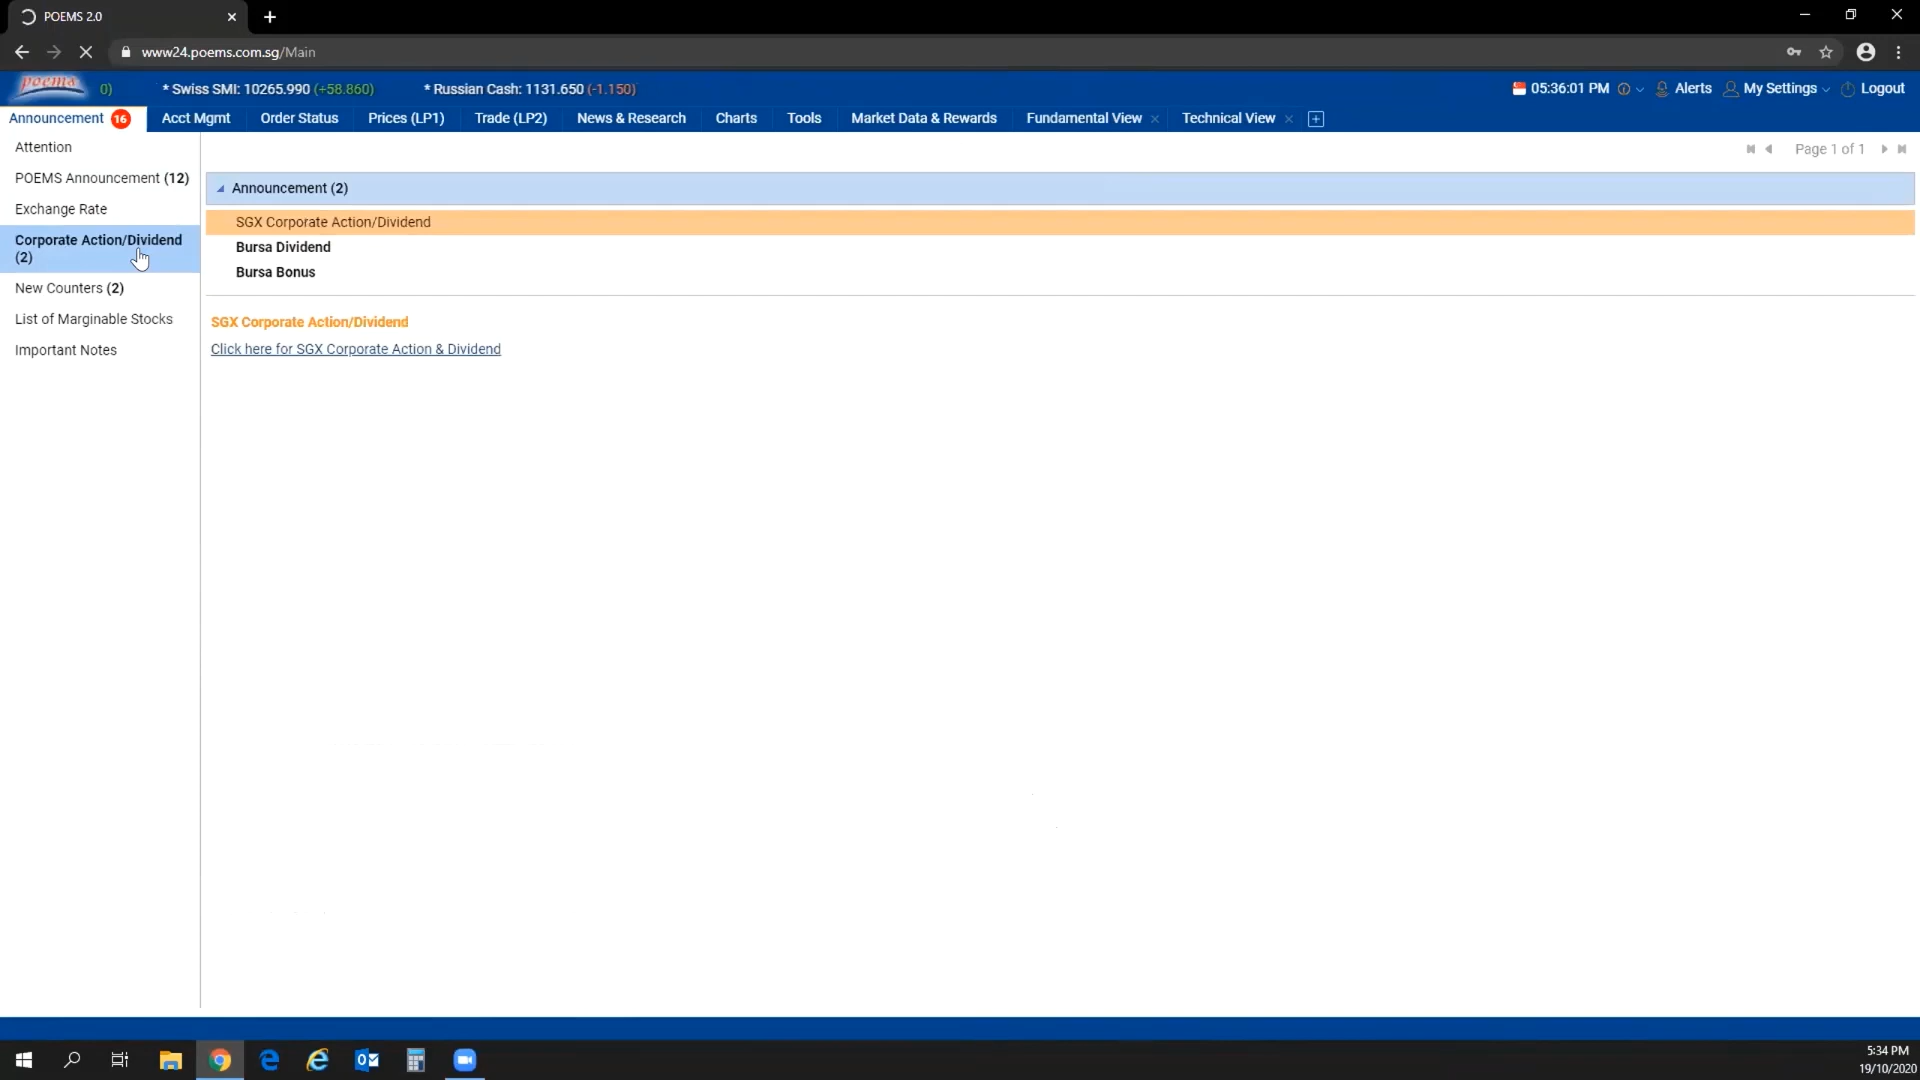 POEMS 2.0
www24.poems.com.sg/Main
poems
0)
* Swiss SMI: 10265.990 (+58.860)
* Russian Cash: 1131.650 (-1.150)
05:36:01 PM
Alerts
My Settings
Logout
Announcement 16
Acct Mgmt
Order Status
Prices (LP1)
Trade (LP2)
News & Research
Charts
Tools
Market Data & Rewards
Fundamental View
Technical View
Attention
POEMS Announcement (12)
Exchange Rate
Corporate Action/Dividend
(2)
New Counters (2)
List of Marginable Stocks
Important Notes
Page 1 of 1
Announcement (2)
SGX Corporate Action/Dividend
Bursa Dividend
Bursa Bonus
SGX Corporate Action/Dividend
Click here for SGX Corporate Action & Dividend
5:34 PM
19/10/2020